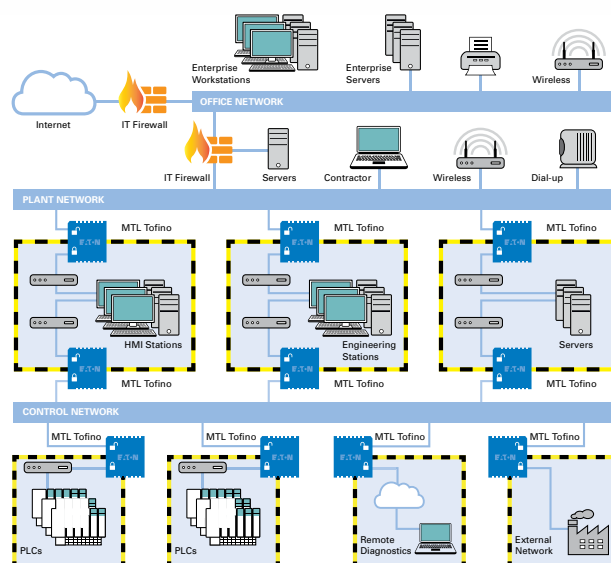 Enterprise
Workstations
Enterprise
Servers
Wireless
OFFICE NETWORK
Internet
IT Firewall
IT Firewall
Servers
Contractor
Wireless
Dial-up
PLANT NETWORK
MTL Tofino
MTL Tofino
MTL Tofino
E·T·N
E·T·N
E·T·N
HMI Stations
Engineering
Stations
Servers
E·T·N
E·T·N
E·T·N
MTL Tofino
MTL Tofino
MTL Tofino
CONTROL NETWORK
MTL Tofino
MTL Tofino
MTL Tofino
MTL Tofino
E·T·N
E·T·N
E·T·N
E·T·N
PLCs
PLCs
Remote
Diagnostics
External
Network